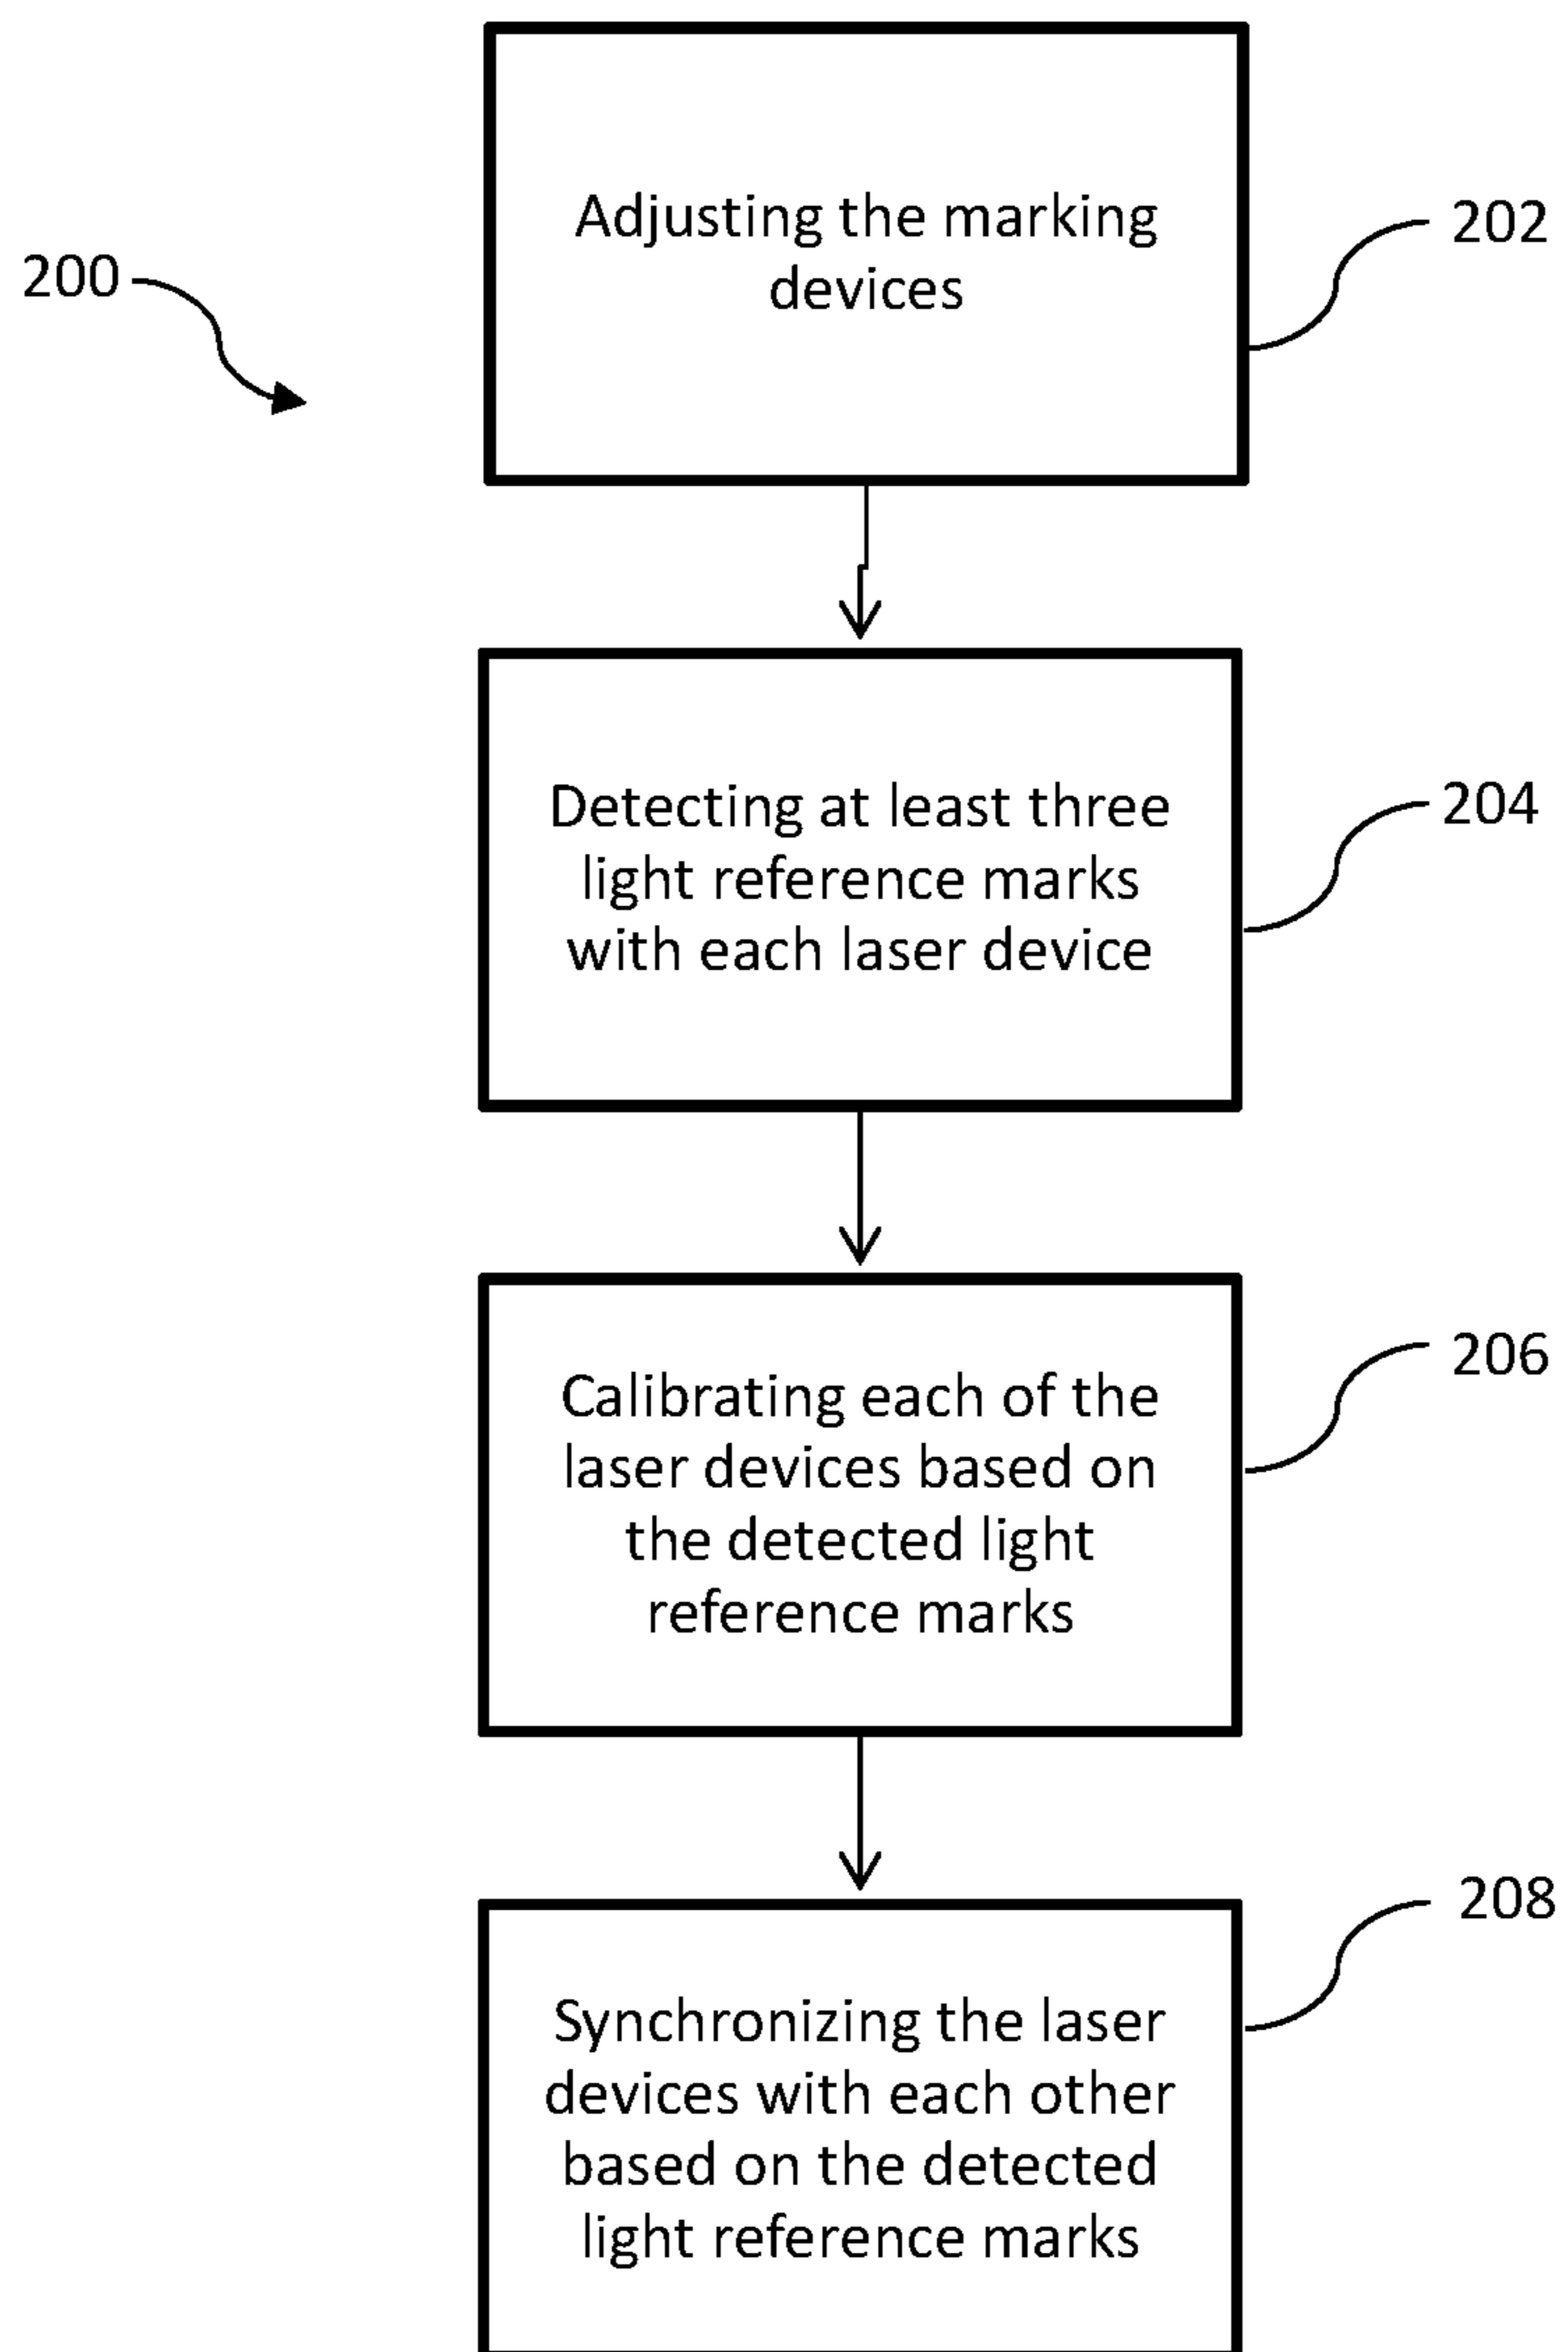 Adjusting the marking
devices
202
200
Detecting at least three
light reference marks
with each laser device
204
Calibrating each of the
laser devices based on
the detected light
reference marks
206
Synchronizing the laser
devices with each other
based on the detected
light reference marks
208